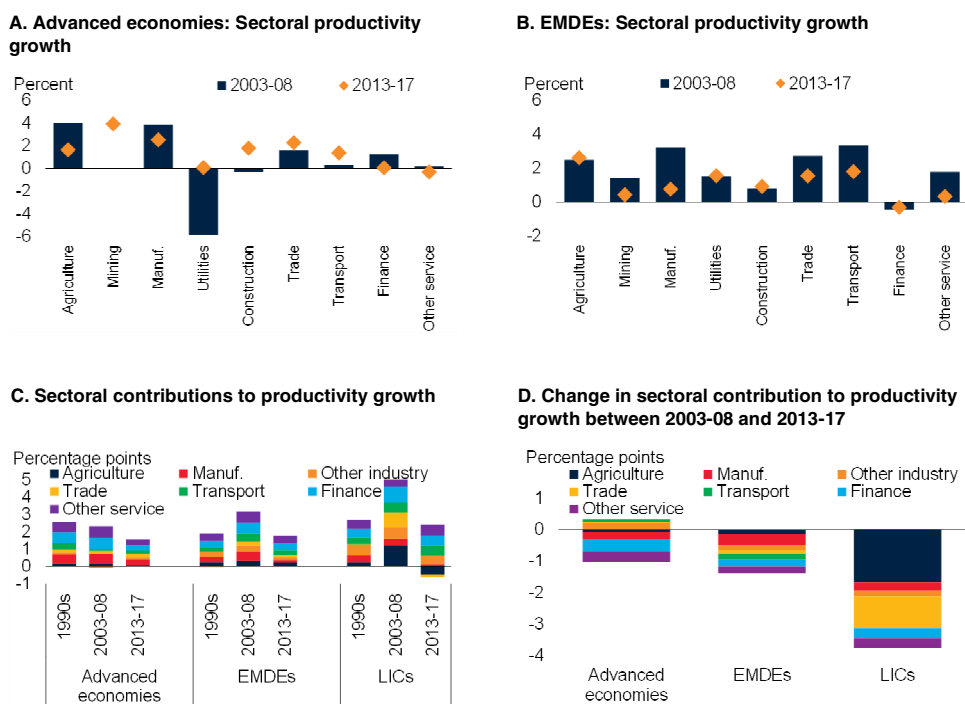 A. Advanced economies: Sectoral productivity
growth
Percent
2003-08
2013-17
6
4
2
0
-2
-4
-6
Agriculture
Mining
Manuf.
Utilities
Construction
Trade
Transport
Finance
Other service
B. EMDEs: Sectoral productivity growth
Percent
2003-08
2013-17
6
4
2
0
-2
Agriculture
Mining
Manuf.
Utilities
Construction
Trade
Transport
Finance
Other service
C. Sectoral contributions to productivity growth
Percentage points
Agriculture
Manuf.
Other industry
Trade
Transport
Finance
Other service
5
4
3
2
1
0
-1
1990s
2003-08
2013-17
1990s
2003-08
2013-17
1990s
2003-08
2013-17
Advanced
economies
EMDEs
LICs
D. Change in sectoral contribution to productivity
growth between 2003-08 and 2013-17
Percentage points
Agriculture
Manuf.
Other industry
Trade
Transport
Finance
Other service
1
0
-1
-2
-3
-4
Advanced
economies
EMDEs
LICs